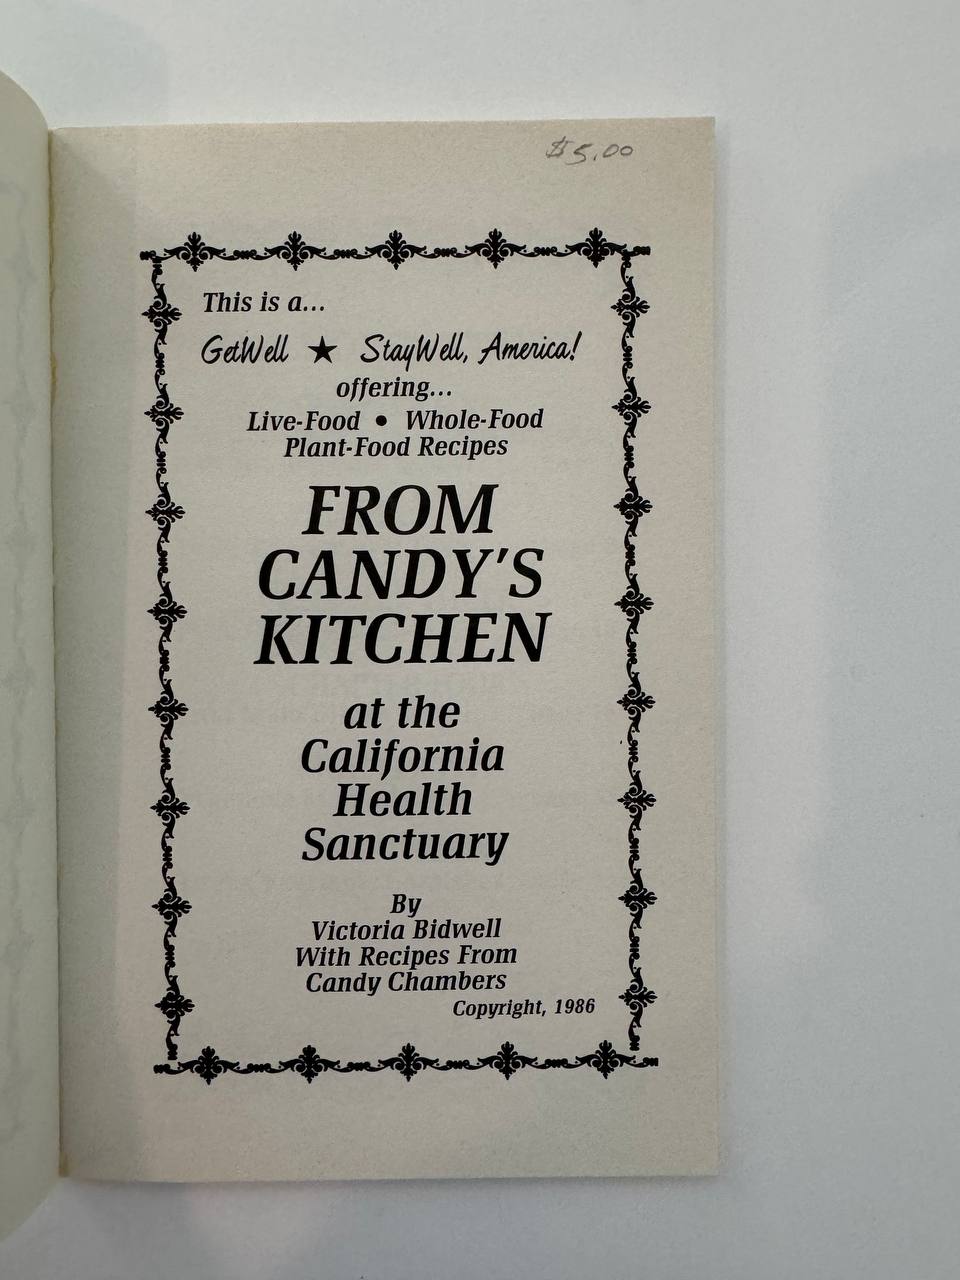 $5.00
This is a...
GetWell ★ StayWell, America!
offering...
Live-Food • Whole-Food
Plant-Food Recipes
FROM
CANDY'S
KITCHEN
at the
California
Health
Sanctuary
By
Victoria Bidwell
With Recipes From
Candy Chambers
Copyright, 1986